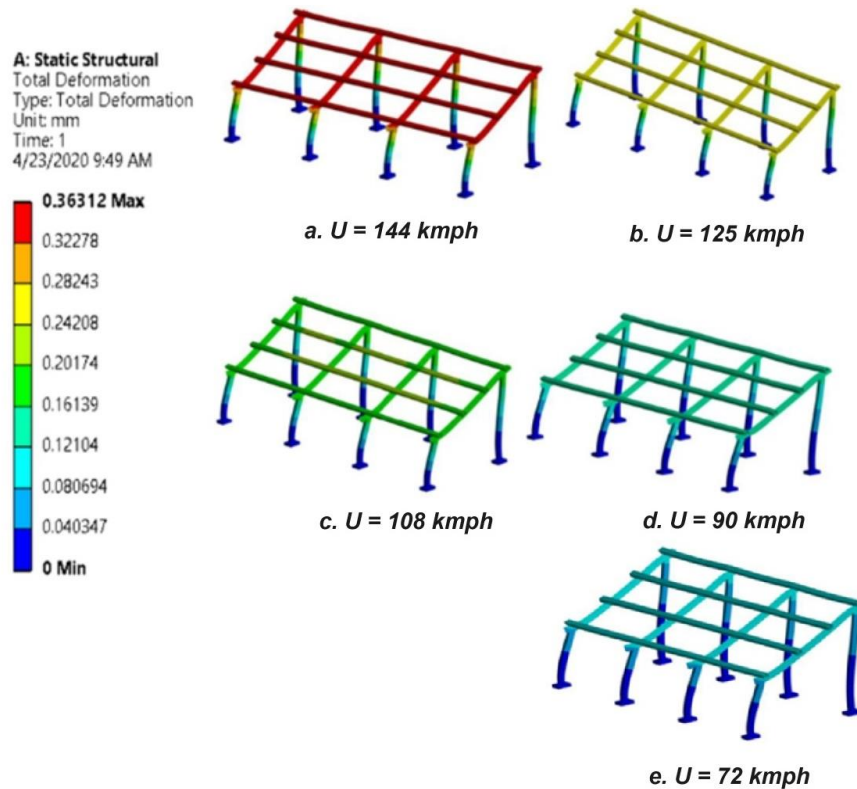 A: Static Structural
Total Deformation
Type: Total Deformation
Unit: mm
Time: 1
4/23/2020 9:49 AM
0.36312 Max
0.32278
0.28243
0.24208
0.20174
0.16139
0.12104
0.080694
0.040347
0 Min
a. U = 144 kmph
b. U = 125 kmph
c. U = 108 kmph
d. U = 90 kmph
e. U = 72 kmph